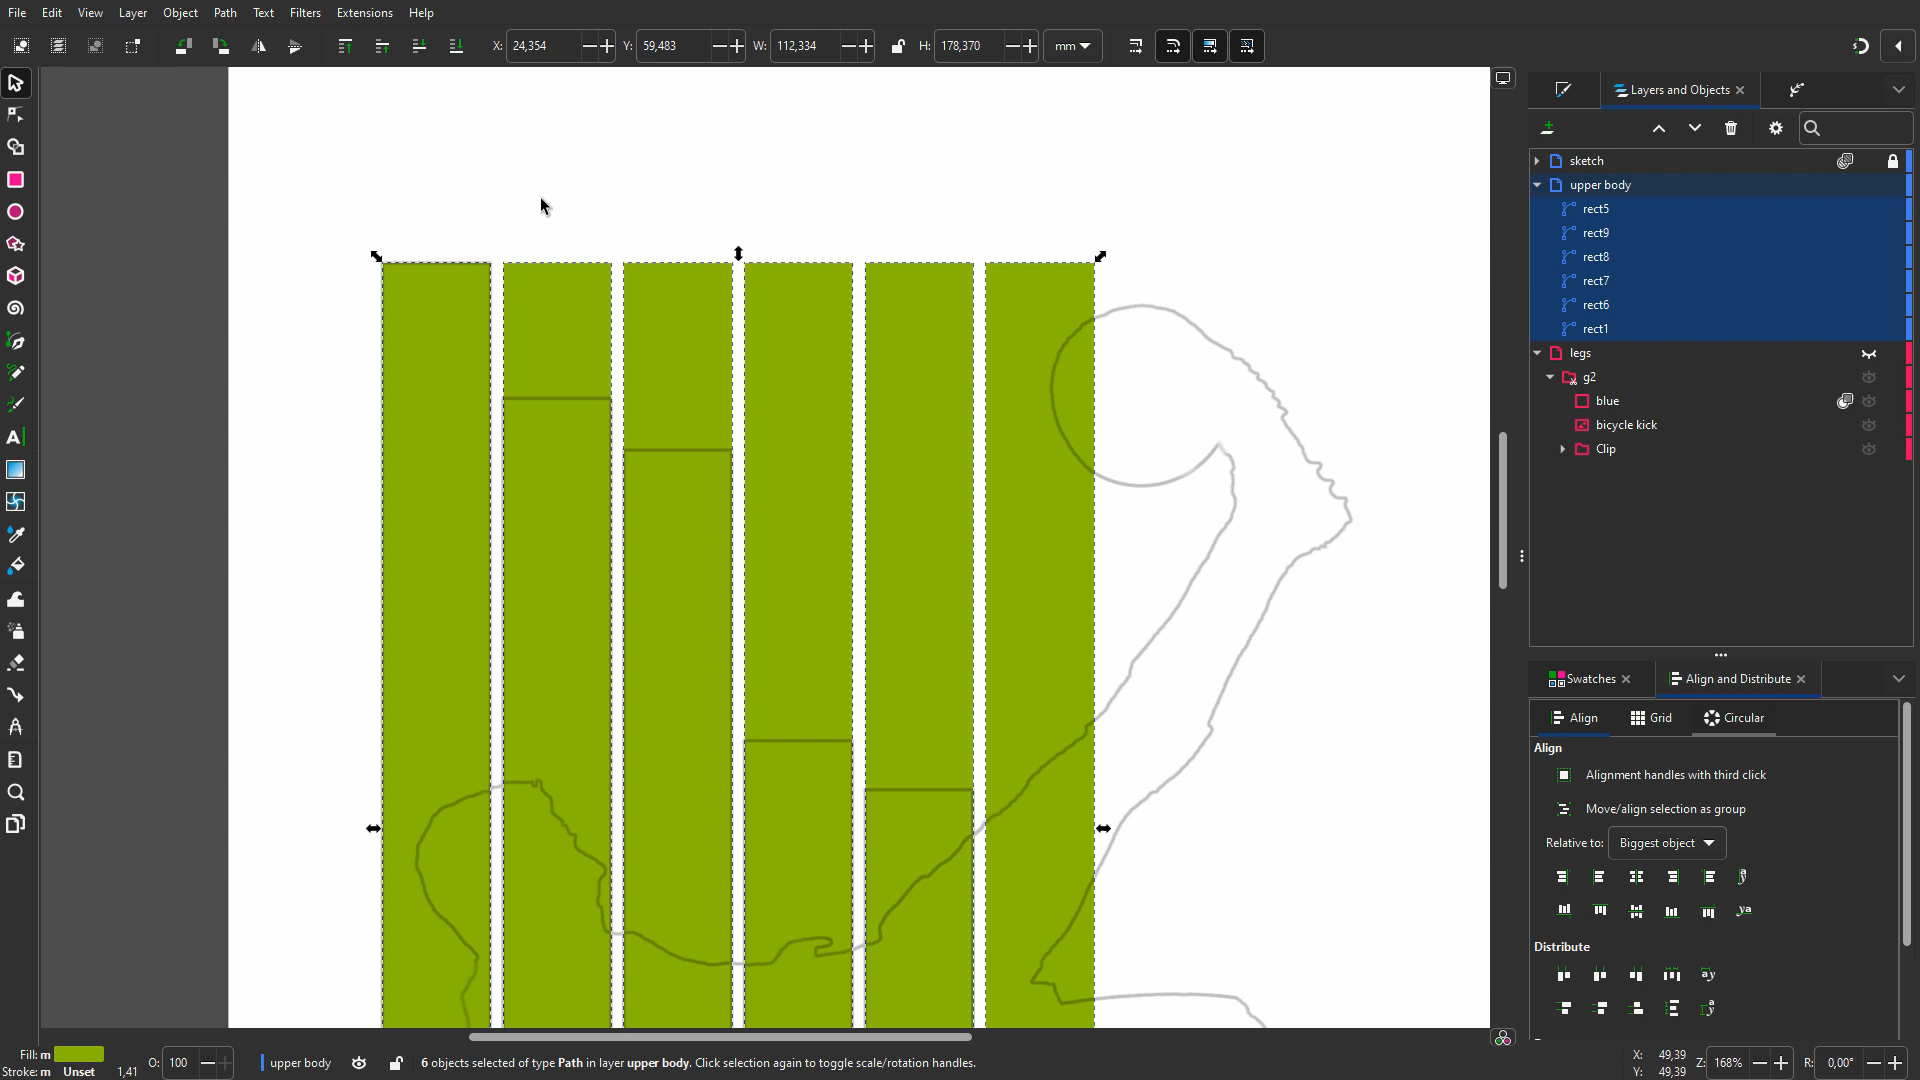 File Edit View Layer Object Path Text Filters Extensions Help
X: 24,354 Y: 59,483 W: 112,334 H: 178,370 mm
Layers and Objects
sketch
upper body
rect5
rect9
rect8
rect7
rect6
rect1
legs
g2
blue
bicycle kick
Clip
Swatches Align and Distribute
Align Grid Circular
Align
Alignment handles with third click
Move/align selection as group
Relative to: Biggest object
Distribute
Fill: m
Stroke: m Unset 1,41
O: 100
upper body
6 objects selected of type Path in layer upper body. Click selection again to toggle scale/rotation handles.
X: 49,39
Y: 49,39
Z: 168%
R: 0,00°